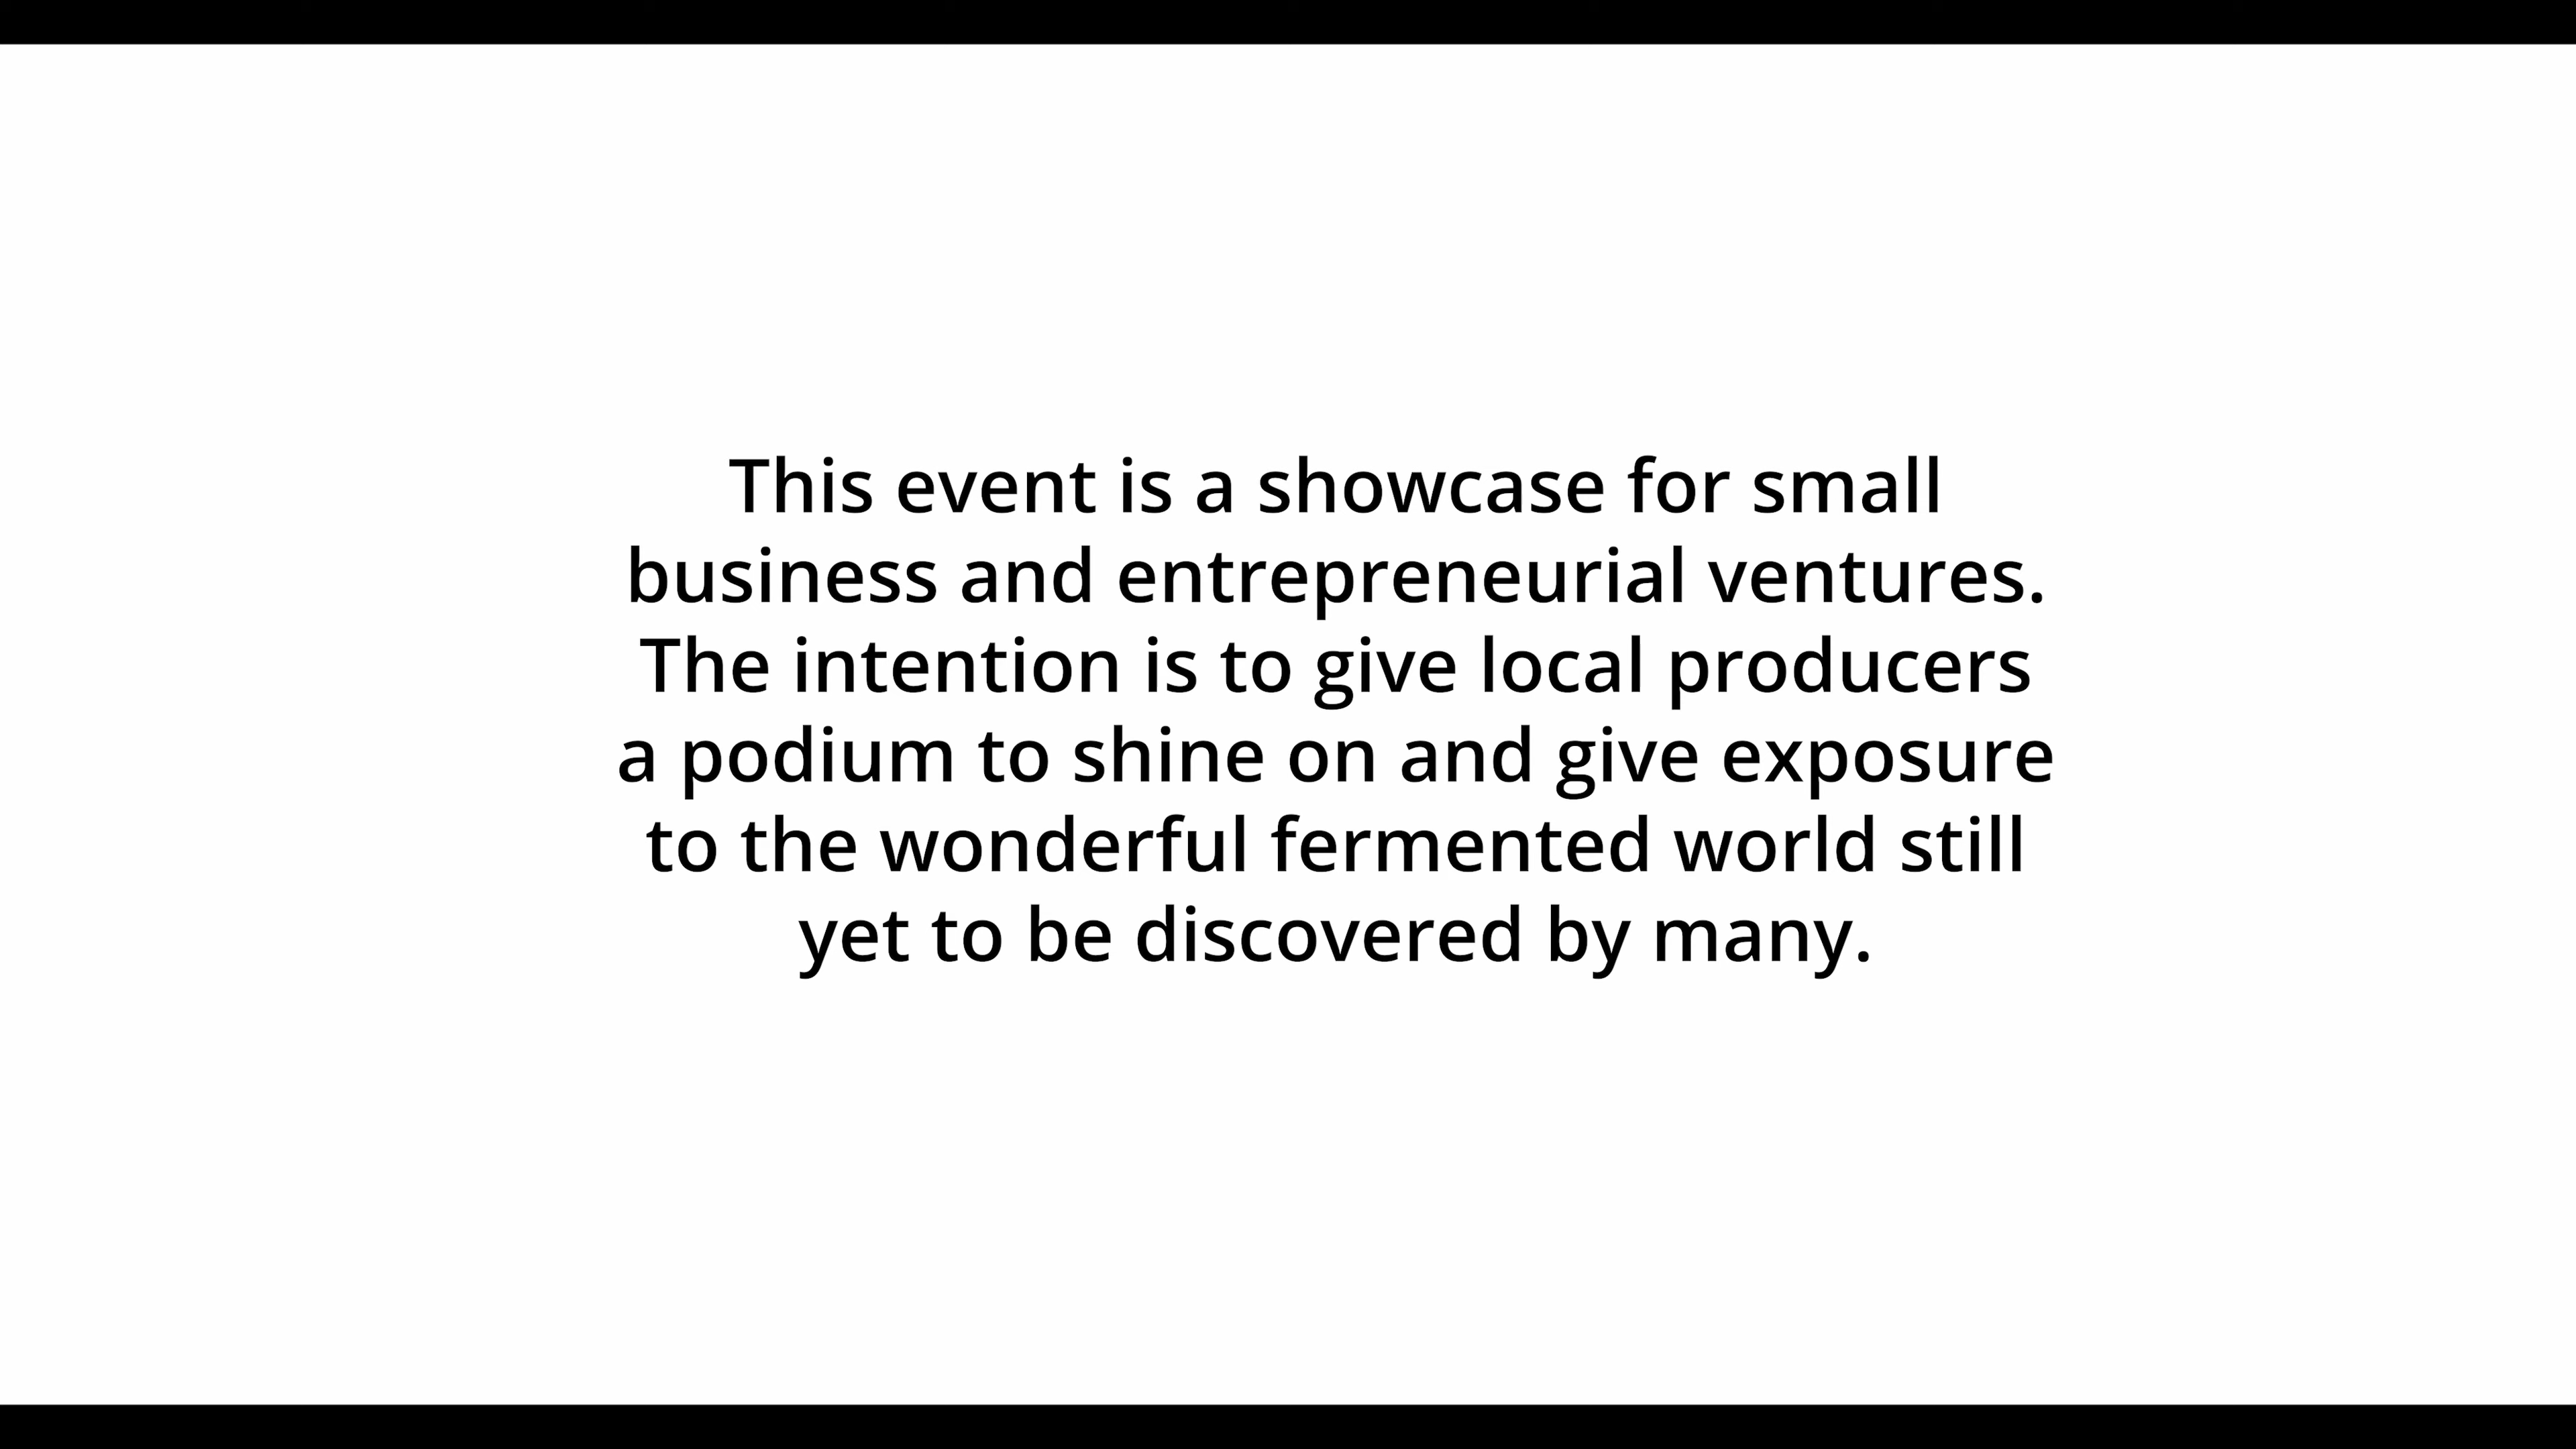 This event is a showcase for small
business and entrepreneurial ventures.
The intention is to give local producers
a podium to shine on and give exposure
to the wonderful fermented world still
yet to be discovered by many.